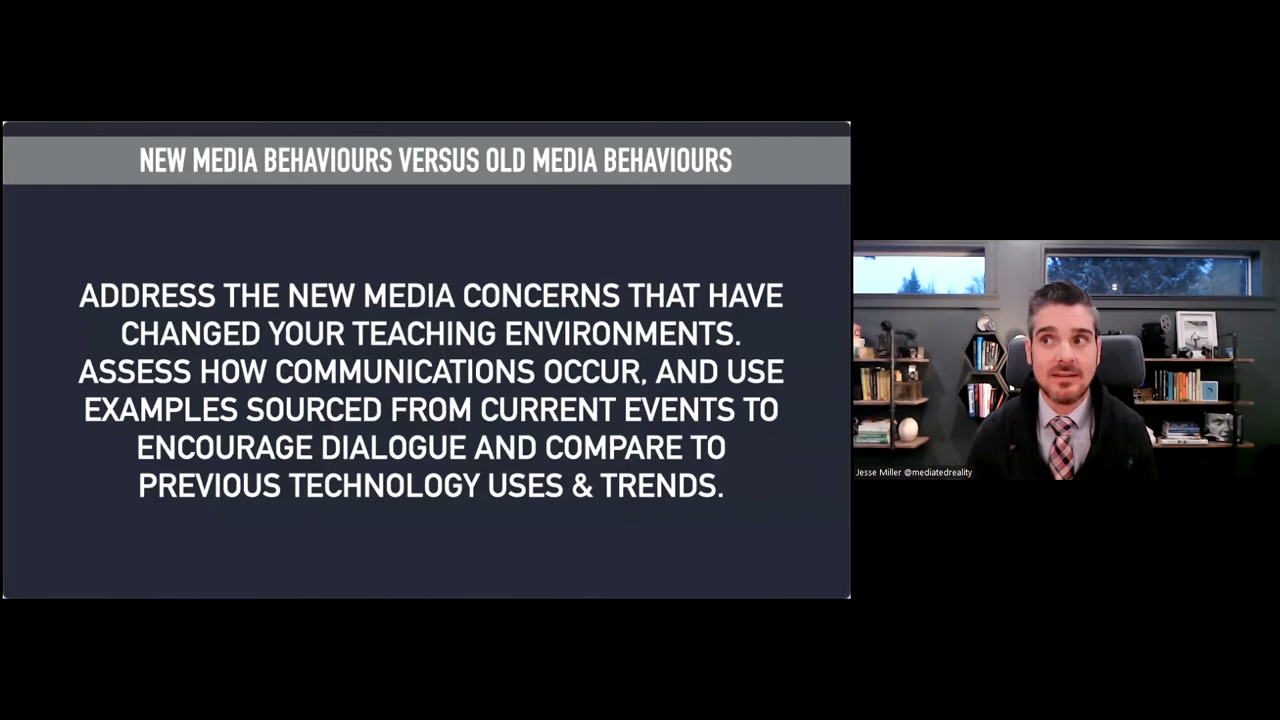 NEW MEDIA BEHAVIOURS VERSUS OLD MEDIA BEHAVIOURS
ADDRESS THE NEW MEDIA CONCERNS THAT HAVE
CHANGED YOUR TEACHING ENVIRONMENTS.
ASSESS HOW COMMUNICATIONS OCCUR, AND USE
EXAMPLES SOURCED FROM CURRENT EVENTS TO
ENCOURAGE DIALOGUE AND COMPARE TO
PREVIOUS TECHNOLOGY USES & TRENDS.
Jesse Miller @mediatedreality